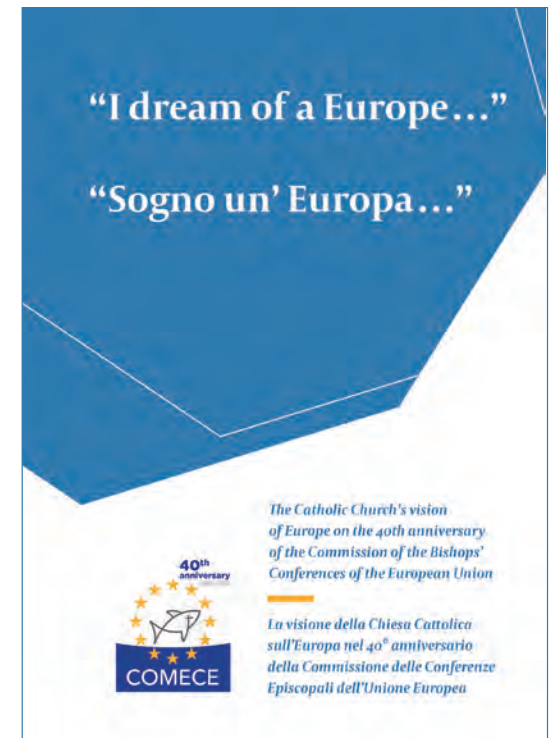 “I dream of a Europe…”
“Sogno un’ Europa…”
The Catholic Church’s vision
of Europe on the 40th anniversary
of the Commission of the Bishops’
Conferences of the European Union
40th
anniversary
COMECE
La visione della Chiesa Cattolica
sull’Europa nel 40° anniversario
della Commissione delle Conferenze
Episcopali dell’Unione Europea